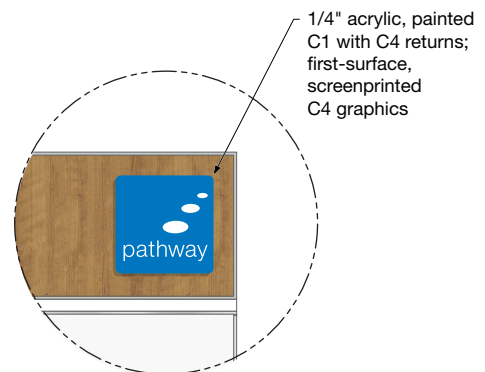 1/4" acrylic, painted
C1 with C4 returns;
first-surface,
screenprinted
C4 graphics
pathway